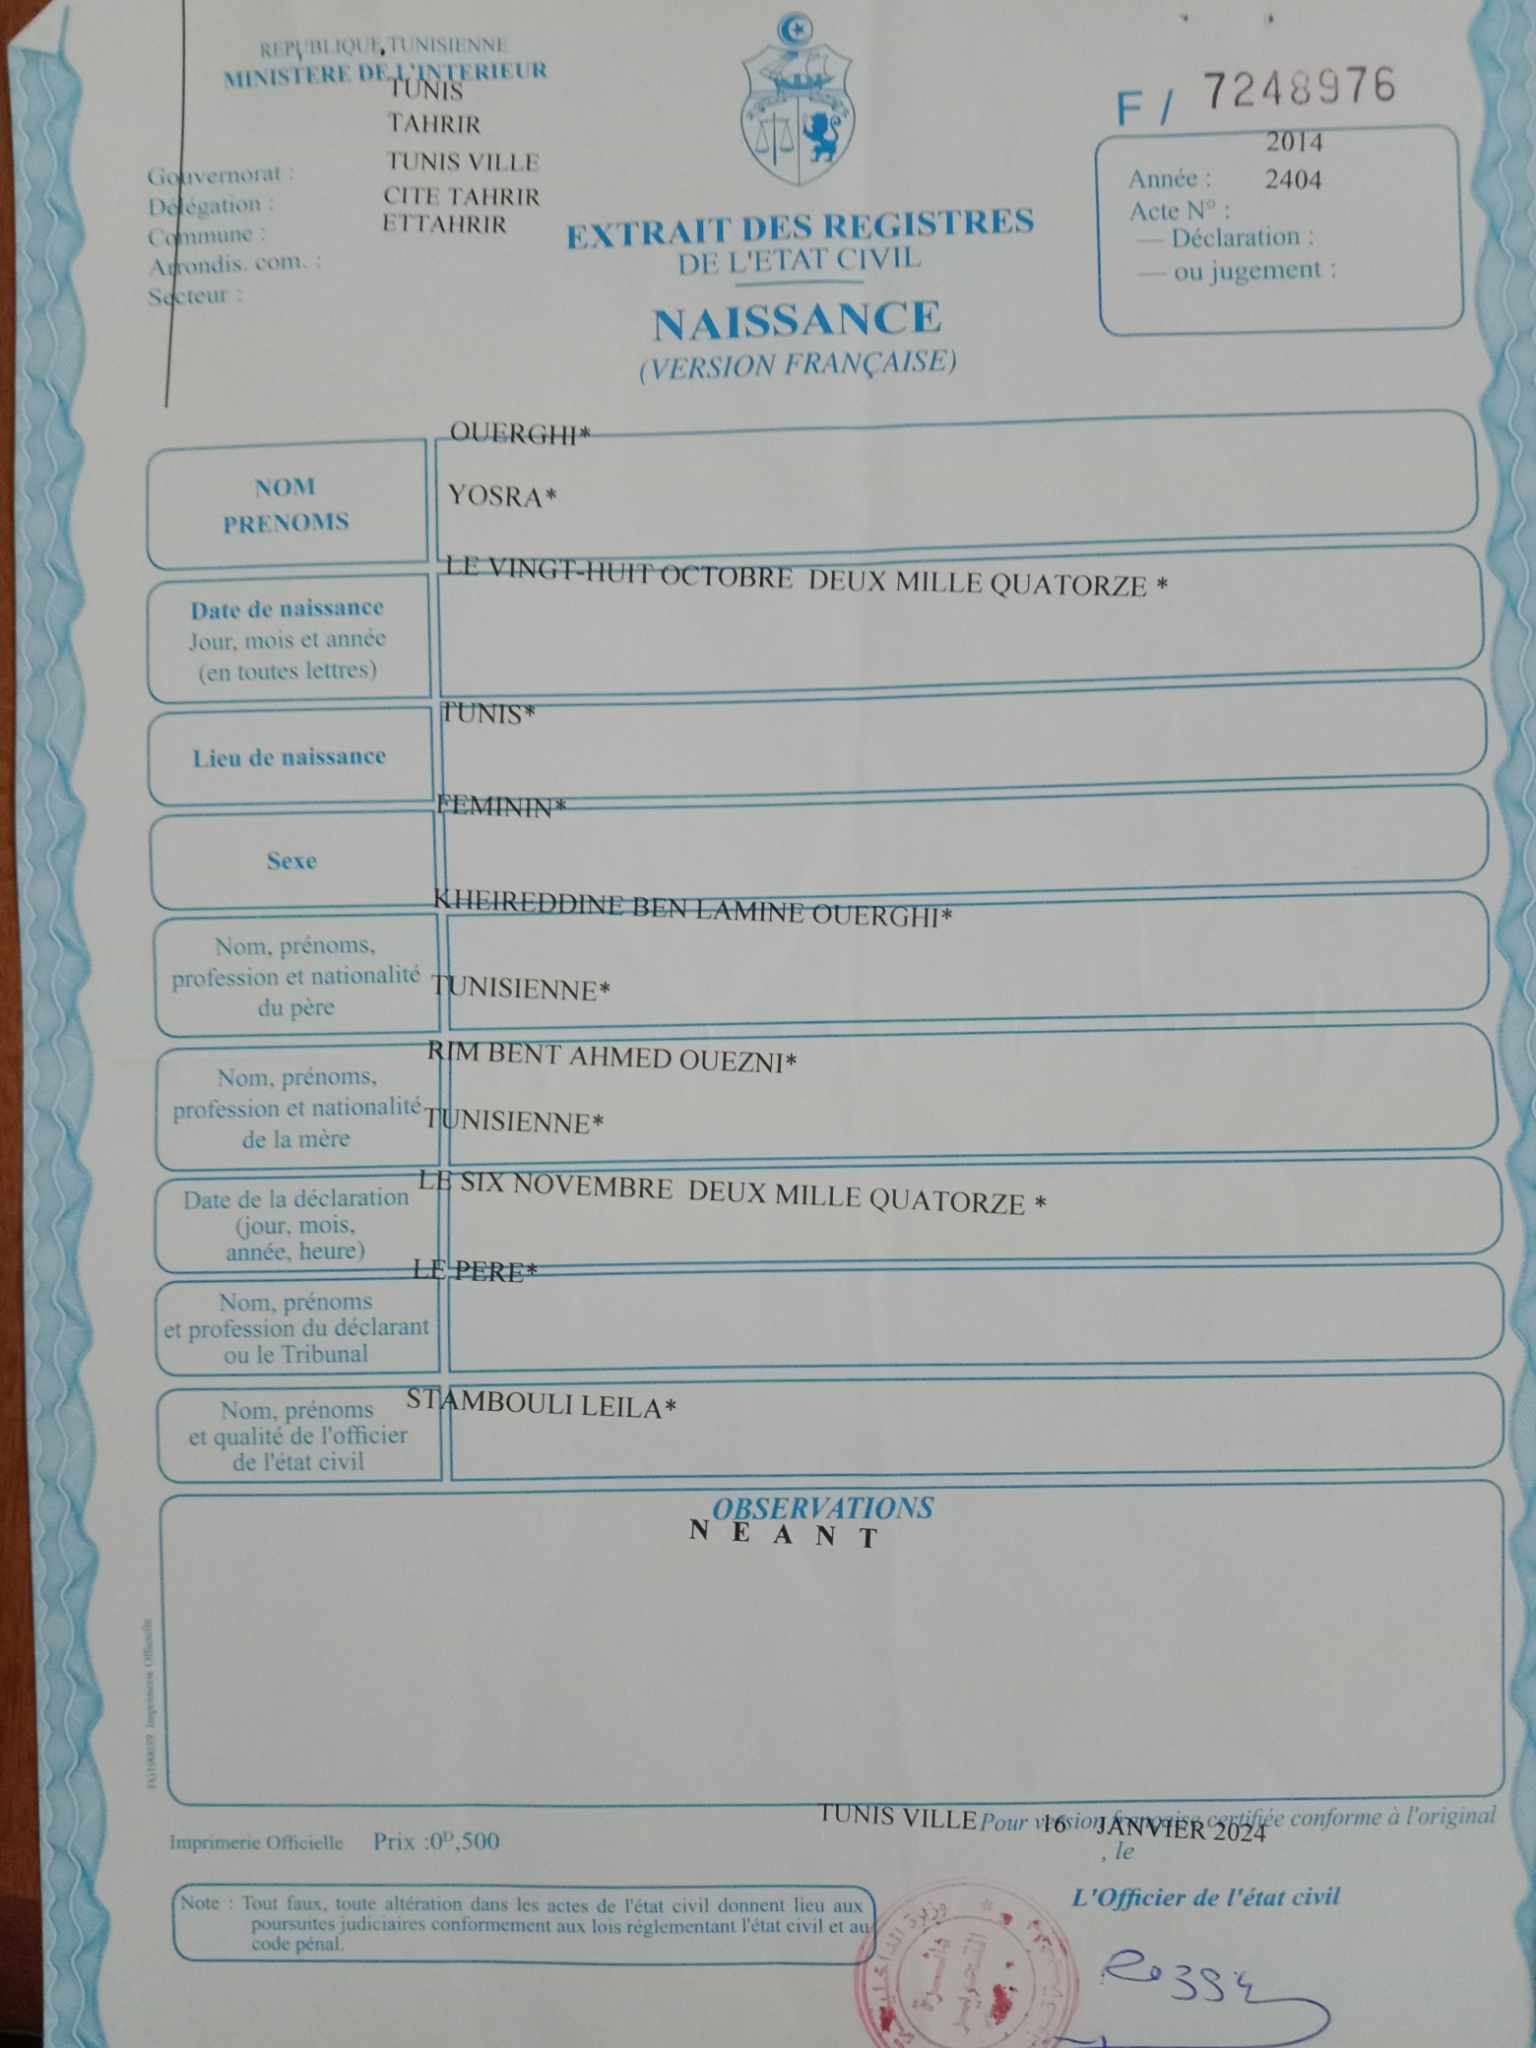 REPUBLIQUE TUNISIENNE
MINISTERE DE L'INTERIEUR
TUNIS
TAHRIR
Gouvernorat : TUNIS VILLE
Délégation : CITE TAHRIR
Commune : ETTAHRIR
Arrondis. com. :
Secteur :
EXTRAIT DES REGISTRES
DE L'ETAT CIVIL
NAISSANCE
(VERSION FRANÇAISE)
F / 7248976
2014
Année : 2404
Acte N° :
— Déclaration :
— ou jugement :
NOM
PRENOMS
OUERGHI*
YOSRA*
Date de naissance
Jour, mois et année
(en toutes lettres)
LE VINGT-HUIT OCTOBRE DEUX MILLE QUATORZE *
Lieu de naissance
TUNIS*
Sexe
FEMININ*
Nom, prénoms,
profession et nationalité
du père
KHEIREDDINE BEN LAMINE OUERGHI*
TUNISIENNE*
Nom, prénoms,
profession et nationalité
de la mère
RIM BENT AHMED OUEZNI*
TUNISIENNE*
Date de la déclaration
(jour, mois,
année, heure)
LE SIX NOVEMBRE DEUX MILLE QUATORZE *
Nom, prénoms
et profession du déclarant
ou le Tribunal
LE PERE*
Nom, prénoms
et qualité de l'officier
de l'état civil
STAMBOULI LEILA*
OBSERVATIONS
N E A N T
Imprimerie Officielle
Imprimerie Officielle Prix :0ᴰ,500
TUNIS VILLE 16 JANVIER 2024
Pour version française certifiée conforme à l'original
, le
L'Officier de l'état civil
Note : Tout faux, toute altération dans les actes de l'état civil donnent lieu aux
poursuites judiciaires conformement aux lois réglementant l'état civil et au
code pénal.